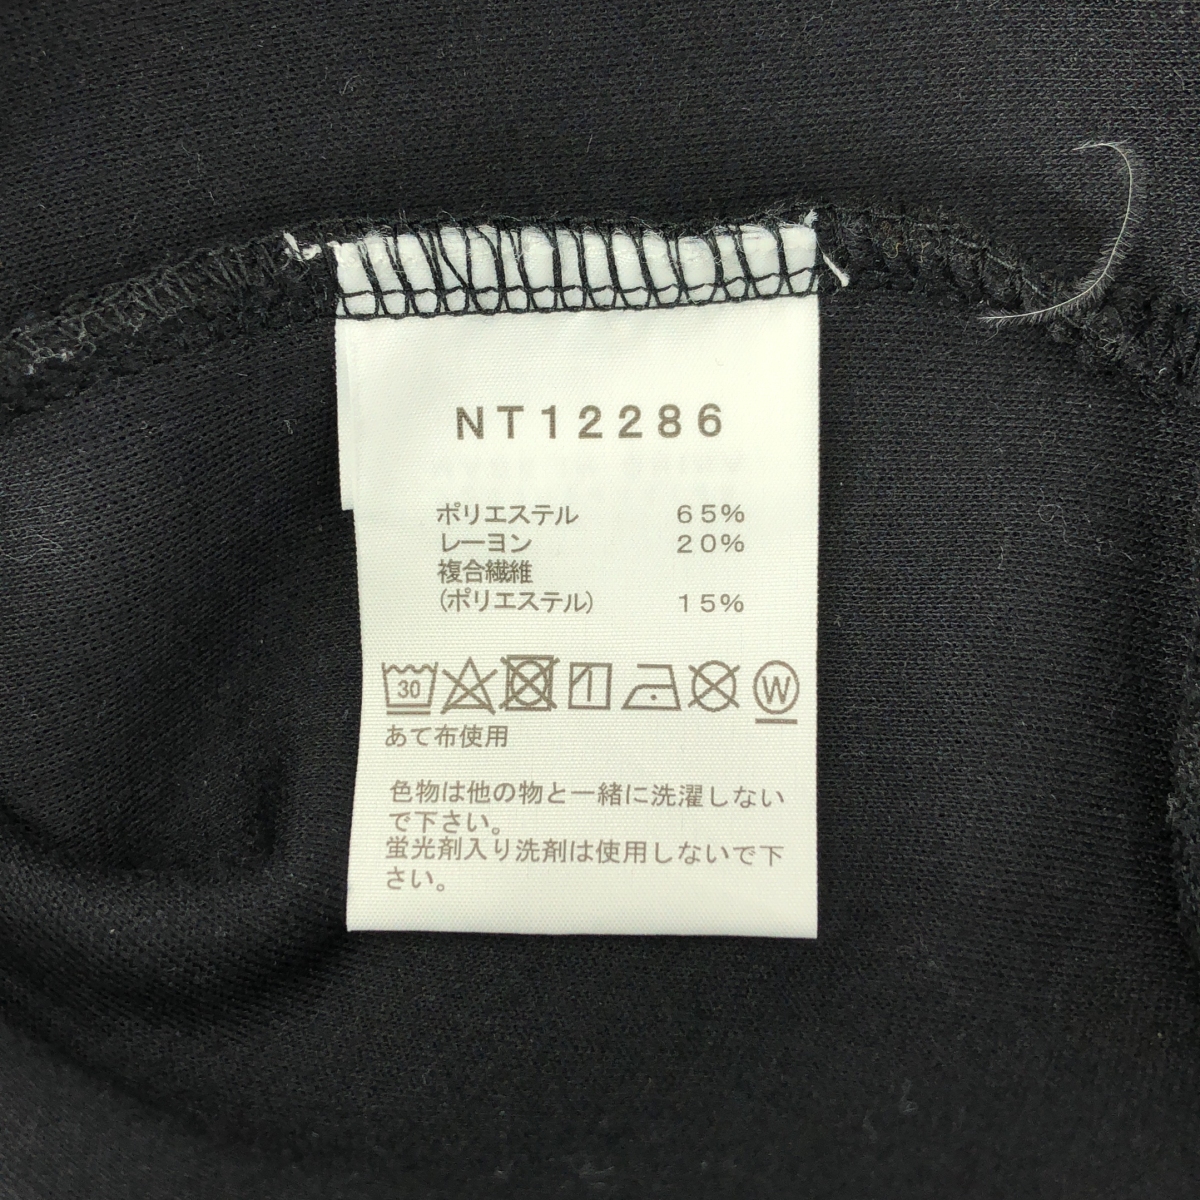 NT12286
ポリエステル 65%
レーヨン 20%
複合繊維
(ポリエステル) 15%
30 W
あて布使用
色物は他の物と一緒に洗濯しない
で下さい。
蛍光剤入り洗剤は使用しないで下
さい。